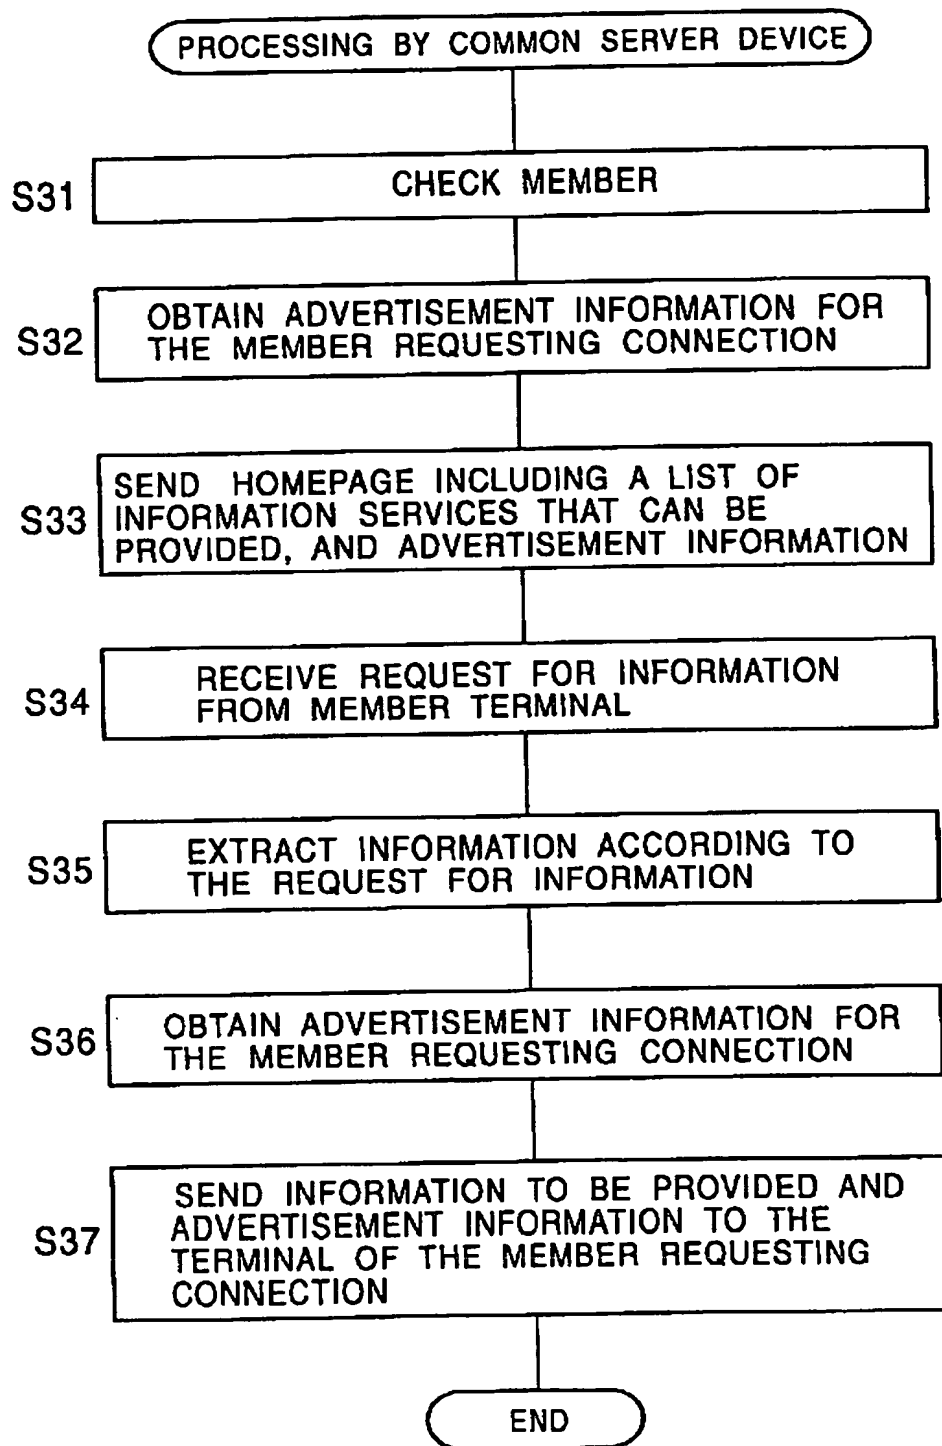 PROCESSING BY COMMON SERVER DEVICE
S31
CHECK MEMBER
S32
OBTAIN ADVERTISEMENT INFORMATION FOR
THE MEMBER REQUESTING CONNECTION
S33
SEND HOMEPAGE INCLUDING A LIST OF
INFORMATION SERVICES THAT CAN BE
PROVIDED, AND ADVERTISEMENT INFORMATION
S34
RECEIVE REQUEST FOR INFORMATION
FROM MEMBER TERMINAL
S35
EXTRACT INFORMATION ACCORDING TO
THE REQUEST FOR INFORMATION
S36
OBTAIN ADVERTISEMENT INFORMATION FOR
THE MEMBER REQUESTING CONNECTION
S37
SEND INFORMATION TO BE PROVIDED AND
ADVERTISEMENT INFORMATION TO THE
TERMINAL OF THE MEMBER REQUESTING
CONNECTION
END